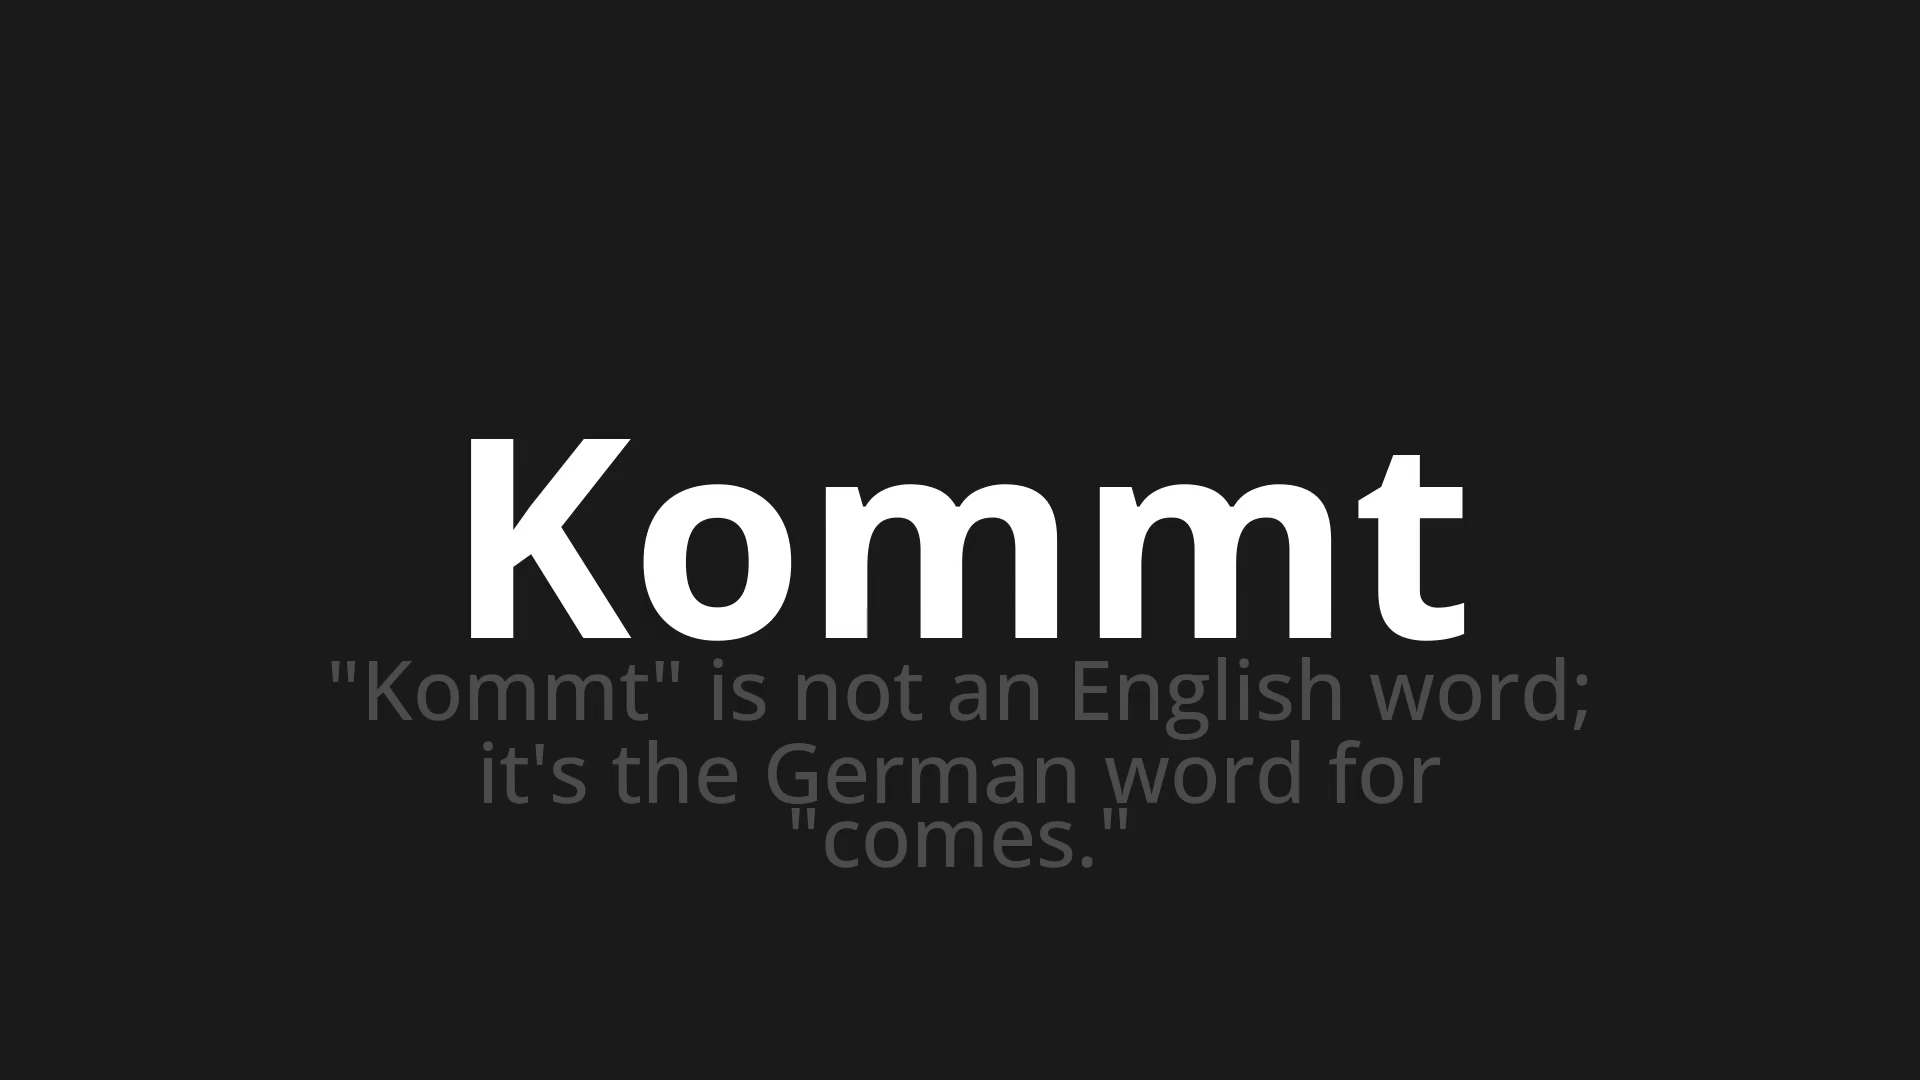 Kommt
"Kommt" is not an English word;
it's the German word for
"comes."